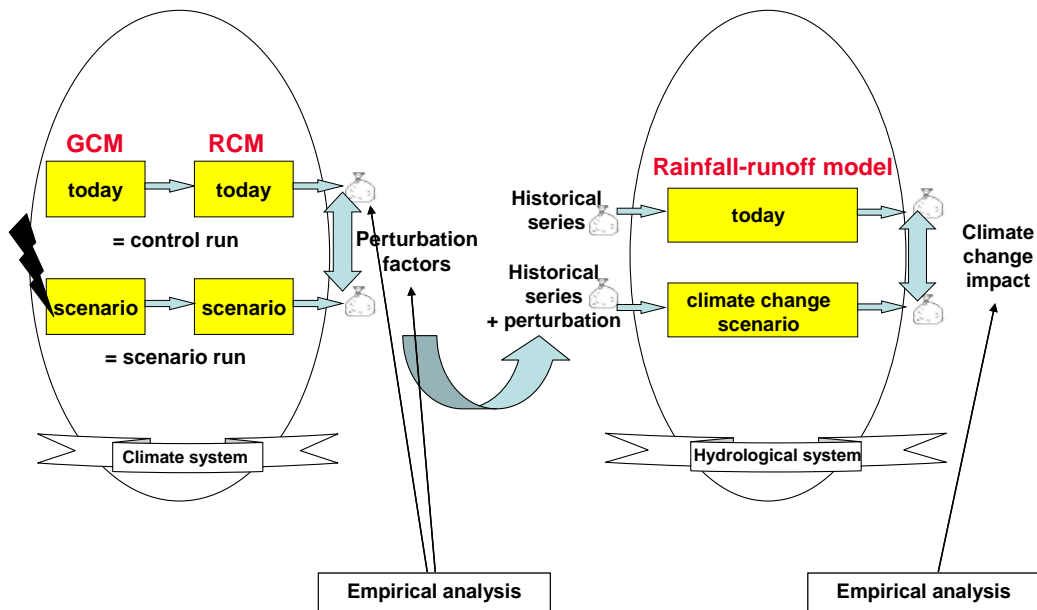 GCM
RCM
today
today
= control run
scenario
scenario
= scenario run
Perturbation
factors
Climate system
Rainfall-runoff model
Historical
series
today
Historical
series
+ perturbation
climate change
scenario
Climate
change
impact
Hydrological system
Empirical analysis
Empirical analysis